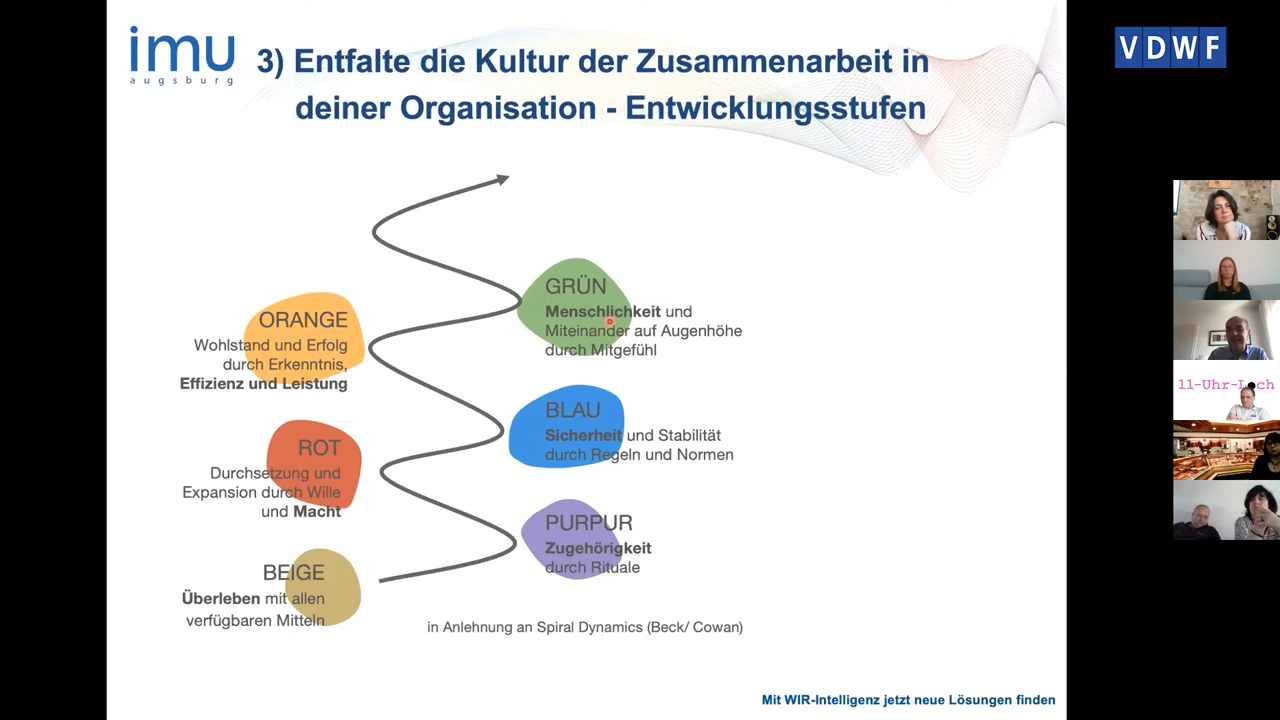 imu
augsburg
3) Entfalte die Kultur der Zusammenarbeit in
deiner Organisation - Entwicklungsstufen
VDWF
GRÜN
Menschlichkeit und
Miteinander auf Augenhöhe
durch Mitgefühl
ORANGE
Wohlstand und Erfolg
durch Erkenntnis,
Effizienz und Leistung
BLAU
Sicherheit und Stabilität
durch Regeln und Normen
ROT
Durchsetzung und
Expansion durch Wille
und Macht
PURPUR
Zugehörigkeit
durch Rituale
BEIGE
Überleben mit allen
verfügbaren Mitteln
in Anlehnung an Spiral Dynamics (Beck/ Cowan)
Mit WIR-Intelligenz jetzt neue Lösungen finden
11-Uhr-L
ch